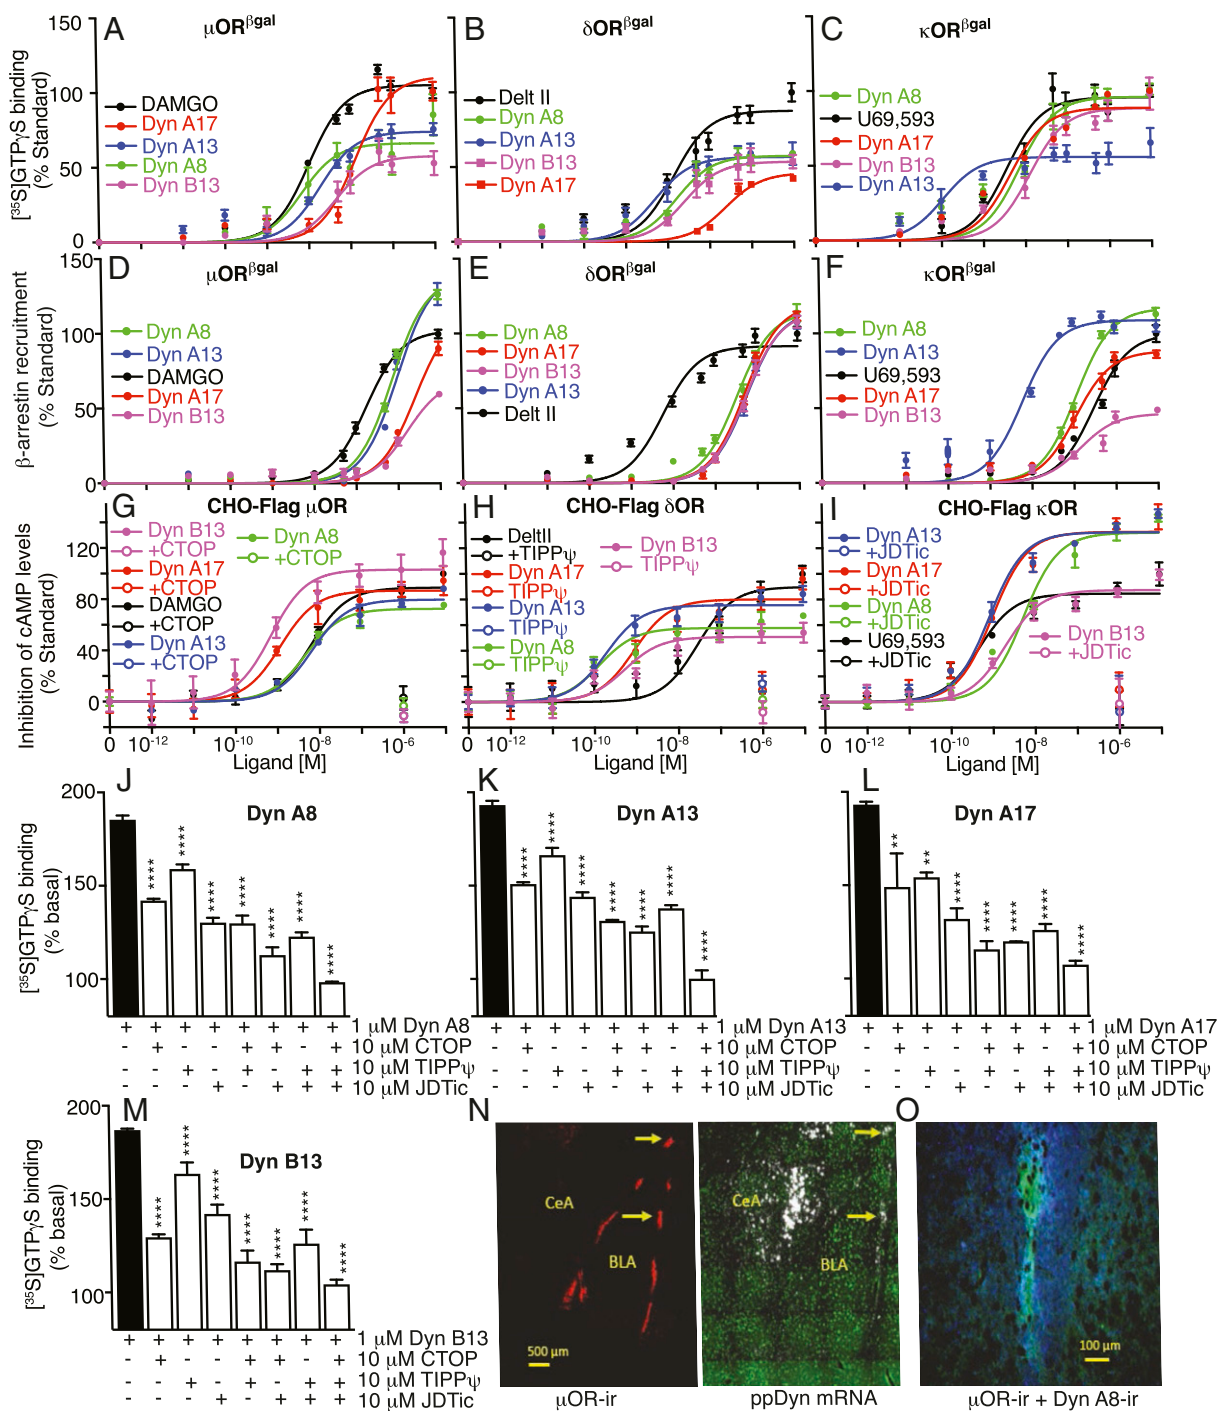 A
μORβgal
B
δORβgal
C
κORβgal
[35S]GTPγS binding
(% Standard)
150
100
50
0
DAMGO
Dyn A17
Dyn A13
Dyn A8
Dyn B13
Delt II
Dyn A8
Dyn A13
Dyn B13
Dyn A17
Dyn A8
U69,593
Dyn A17
Dyn B13
Dyn A13
D
μORβgal
E
δORβgal
F
κORβgal
β-arrestin recruitment
(% Standard)
150
100
50
0
Dyn A8
Dyn A13
DAMGO
Dyn A17
Dyn B13
Dyn A8
Dyn A17
Dyn B13
Dyn A13
Delt II
Dyn A8
Dyn A13
U69,593
Dyn A17
Dyn B13
G
CHO-Flag μOR
H
CHO-Flag δOR
I
CHO-Flag κOR
Inhibition of cAMP levels
(% Standard)
120
80
40
0
Dyn B13
+CTOP
Dyn A17
+CTOP
DAMGO
+CTOP
Dyn A13
+CTOP
Dyn A8
+CTOP
DeltII
+TIPPψ
Dyn A17
TIPPψ
Dyn A13
TIPPψ
Dyn A8
TIPPψ
Dyn B13
TIPPψ
Dyn A13
+JDTic
Dyn A17
+JDTic
Dyn A8
+JDTic
U69,593
+JDTic
Dyn B13
+JDTic
0 10-12 10-10 10-8 10-6
0 10-12 10-10 10-8 10-6
0 10-12 10-10 10-8 10-6
Ligand [M]
Ligand [M]
Ligand [M]
J
Dyn A8
K
Dyn A13
L
Dyn A17
[35S]GTPγS binding
(% basal)
200
150
100
**** **** **** **** **** **** ****
**** **** **** **** **** **** ****
** ** **** **** **** **** ****
+ + + + + + + + 1 μM Dyn A8
- + - - + + - + 10 μM CTOP
- - + - + - + + 10 μM TIPPψ
- - - + - + + + 10 μM JDTic
+ + + + + + + + 1 μM Dyn A13
- + - - + + - + 10 μM CTOP
- - + - + - + + 10 μM TIPPψ
- - - + - + + + 10 μM JDTic
+ + + + + + + + 1 μM Dyn A17
- + - - + + - + 10 μM CTOP
- - + - + - + + 10 μM TIPPψ
- - - + - + + + 10 μM JDTic
M
Dyn B13
[35S]GTPγS binding
(% basal)
200
150
100
**** **** **** **** **** **** ****
+ + + + + + + + 1 μM Dyn B13
- + - - + + - + 10 μM CTOP
- - + - + - + + 10 μM TIPPψ
- - - + - + + + 10 μM JDTic
N
CeA
BLA
500 μm
μOR-ir
CeA
BLA
ppDyn mRNA
O
100 μm
μOR-ir + Dyn A8-ir